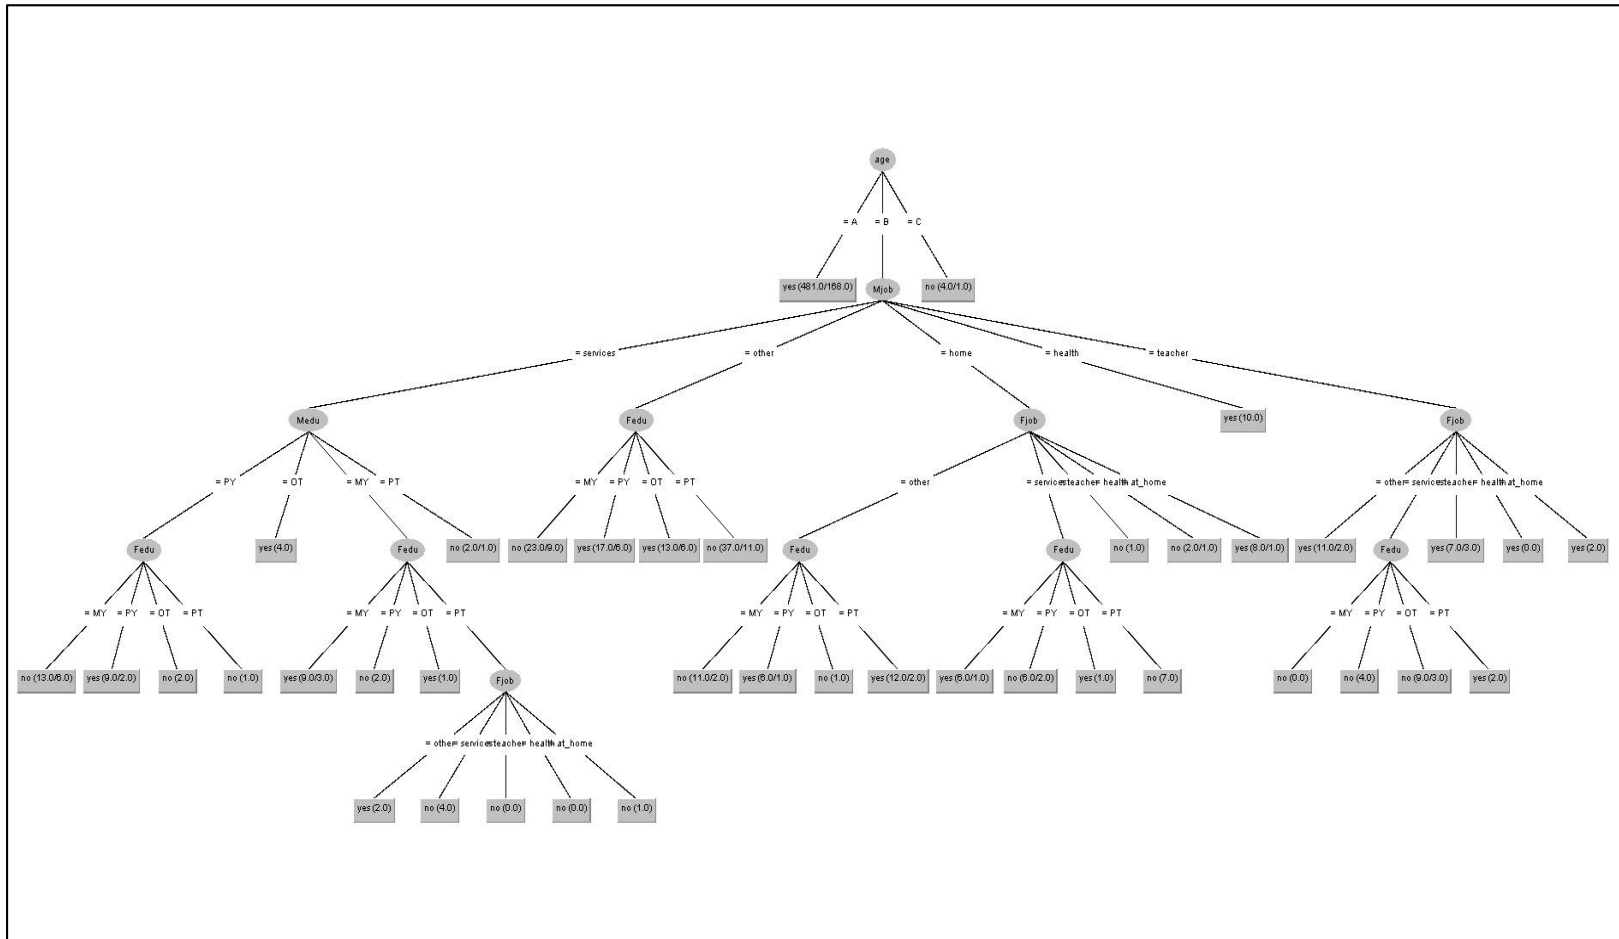 age
= A = B = C
yes (481.0/168.0) Mjob no (4.0/1.0)
= services = other = home = health = teacher
Medu Fedu Fjob yes (10.0) Fjob
= PY = OT = MY = PT = MY = PY = OT = PT = other = services = teacher = health = at_home = other = services = teacher = health = at_home
Fedu yes (4.0) Fedu no (2.0/1.0) no (23.0/9.0) yes (17.0/6.0) yes (13.0/6.0) no (37.0/11.0) Fedu Fedu no (1.0) no (2.0/1.0) yes (8.0/1.0) yes (11.0/2.0) Fedu yes (7.0/3.0) yes (0.0) yes (2.0)
= MY = PY = OT = PT = MY = PY = OT = PT = MY = PY = OT = PT = MY = PY = OT = PT = MY = PY = OT = PT
no (13.0/6.0) yes (9.0/2.0) no (2.0) no (1.0) yes (9.0/3.0) no (2.0) yes (1.0) Fjob no (11.0/2.0) yes (6.0/1.0) no (1.0) yes (12.0/2.0) yes (6.0/1.0) no (6.0/2.0) yes (1.0) no (7.0) no (0.0) no (4.0) no (9.0/3.0) yes (2.0)
= other = services = teacher = health = at_home
yes (2.0) no (4.0) no (0.0) no (0.0) no (1.0)